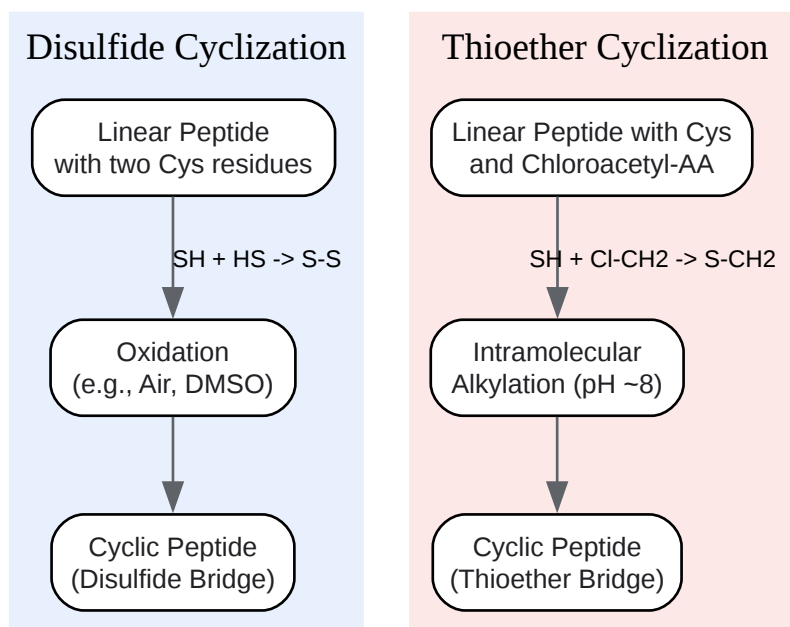 Disulfide Cyclization
Linear Peptide
with two Cys residues
SH + HS -> S-S
Oxidation
(e.g., Air, DMSO)
Cyclic Peptide
(Disulfide Bridge)
Thioether Cyclization
Linear Peptide with Cys
and Chloroacetyl-AA
SH + Cl-CH2 -> S-CH2
Intramolecular
Alkylation (pH ~8)
Cyclic Peptide
(Thioether Bridge)